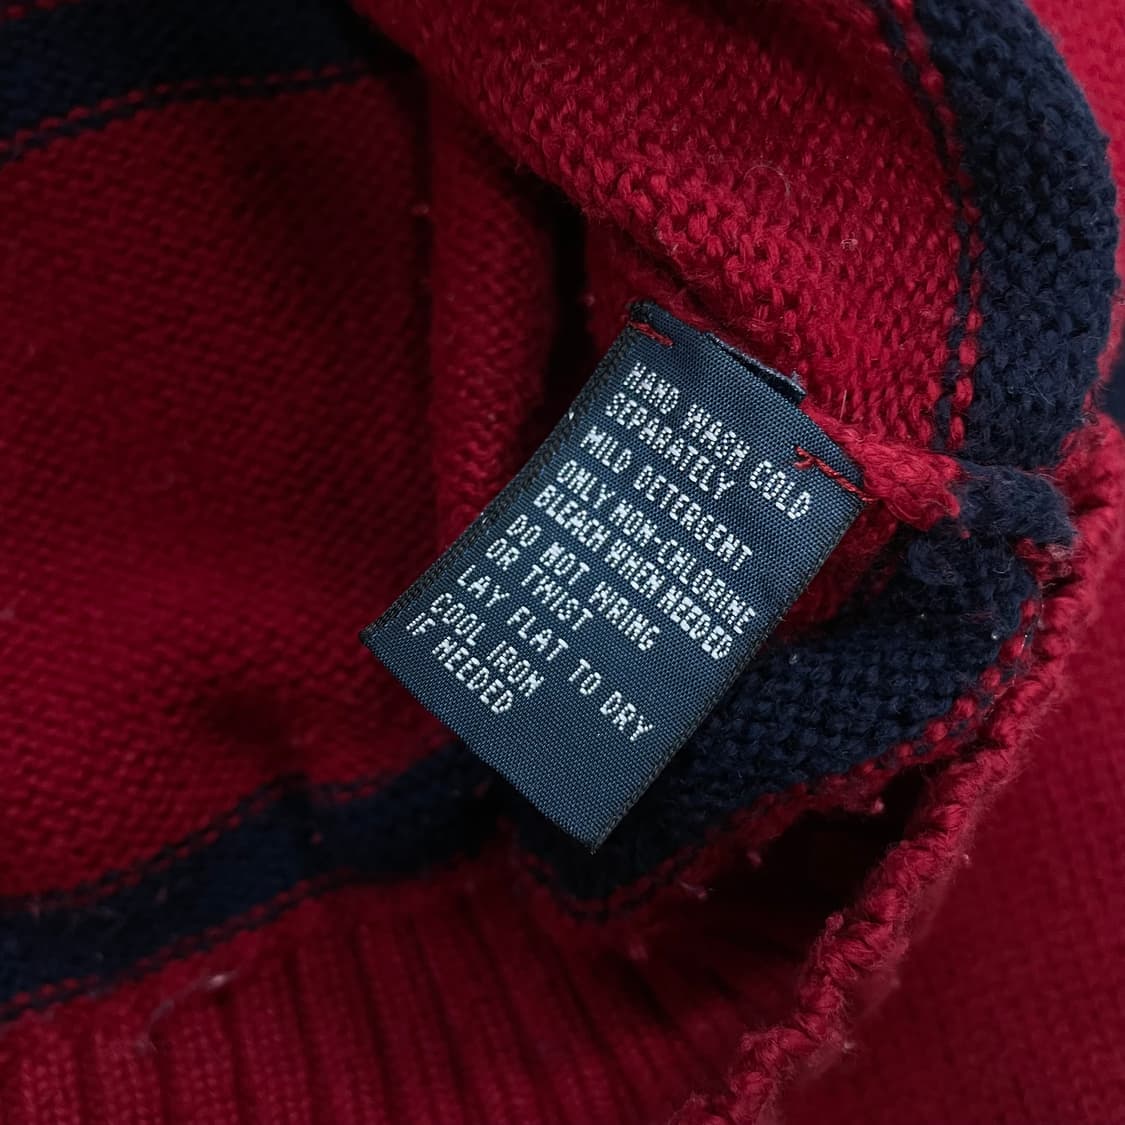 HAND WASH COLD
SEPARATELY
MILD DETERGENT
ONLY NON-CHLORINE
BLEACH WHEN NEEDED
DO NOT WRING
OR TWIST
LAY FLAT TO DRY
COOL IRON
IF NEEDED